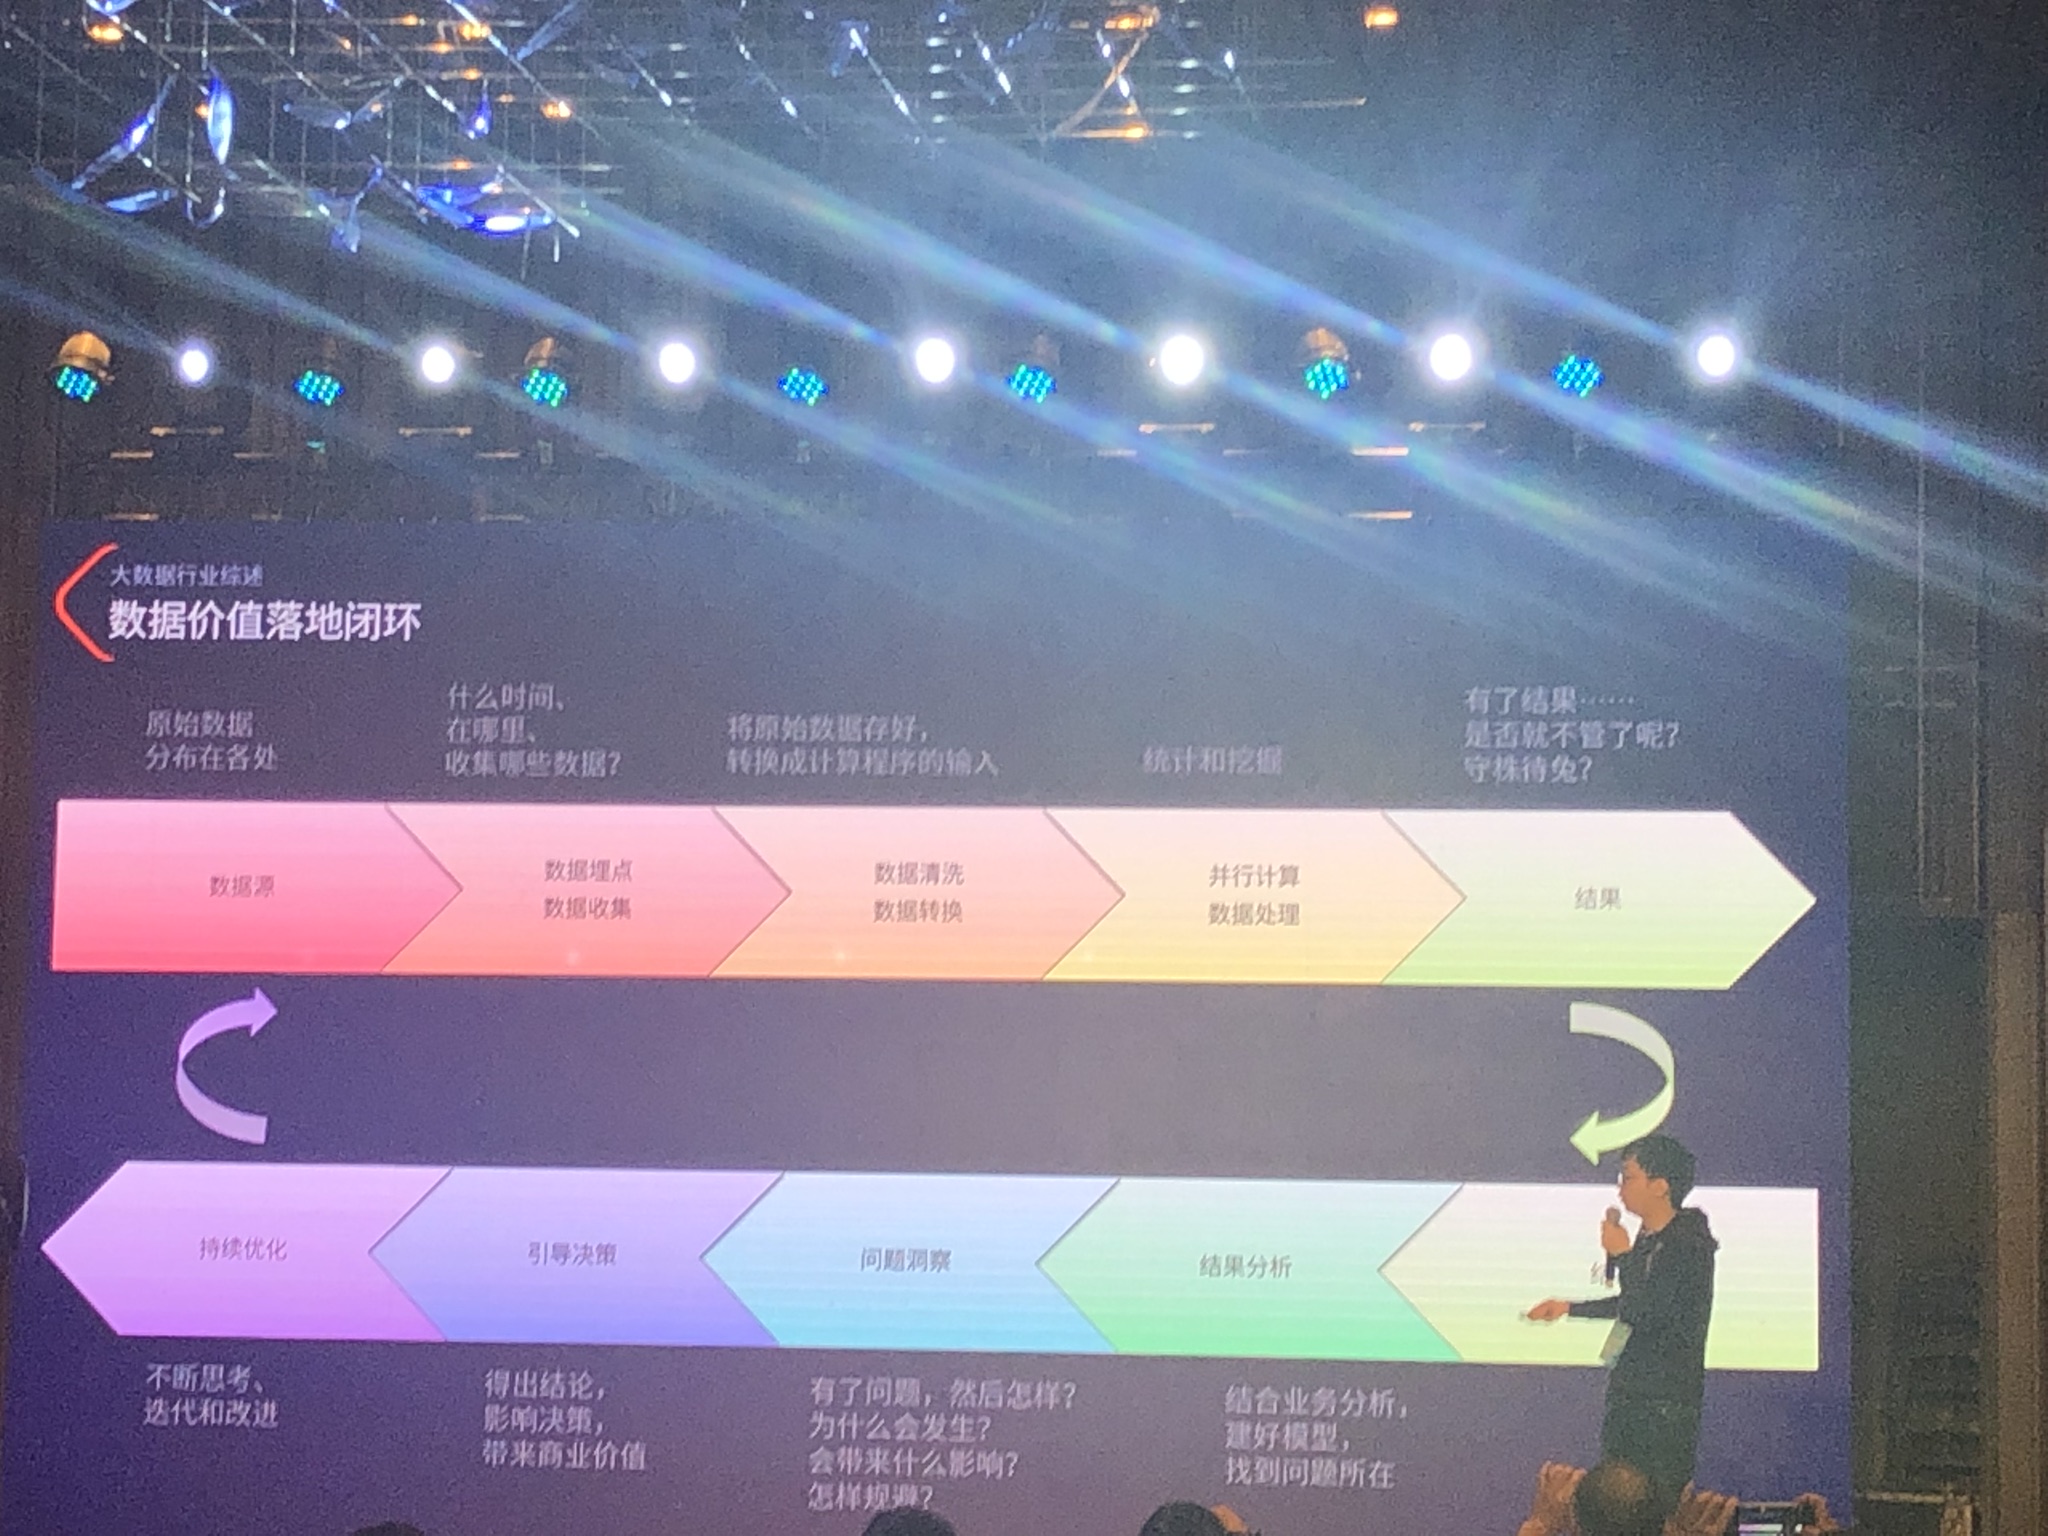 大数据行业综述
数据价值落地闭环
原始数据
分布在各处
什么时间、
在哪里、
收集哪些数据？
将原始数据存好，
转换成计算程序的输入
统计和挖掘
有了结果……
是否就不管了呢？
守株待兔？
数据源
数据埋点
数据收集
数据清洗
数据转换
并行计算
数据处理
结果
持续优化
引导决策
问题洞察
结果分析
不断思考、
迭代和改进
得出结论，
影响决策，
带来商业价值
有了问题，然后怎样？
为什么会发生？
会带来什么影响？
怎样规避？
结合业务分析，
建好模型，
找到问题所在